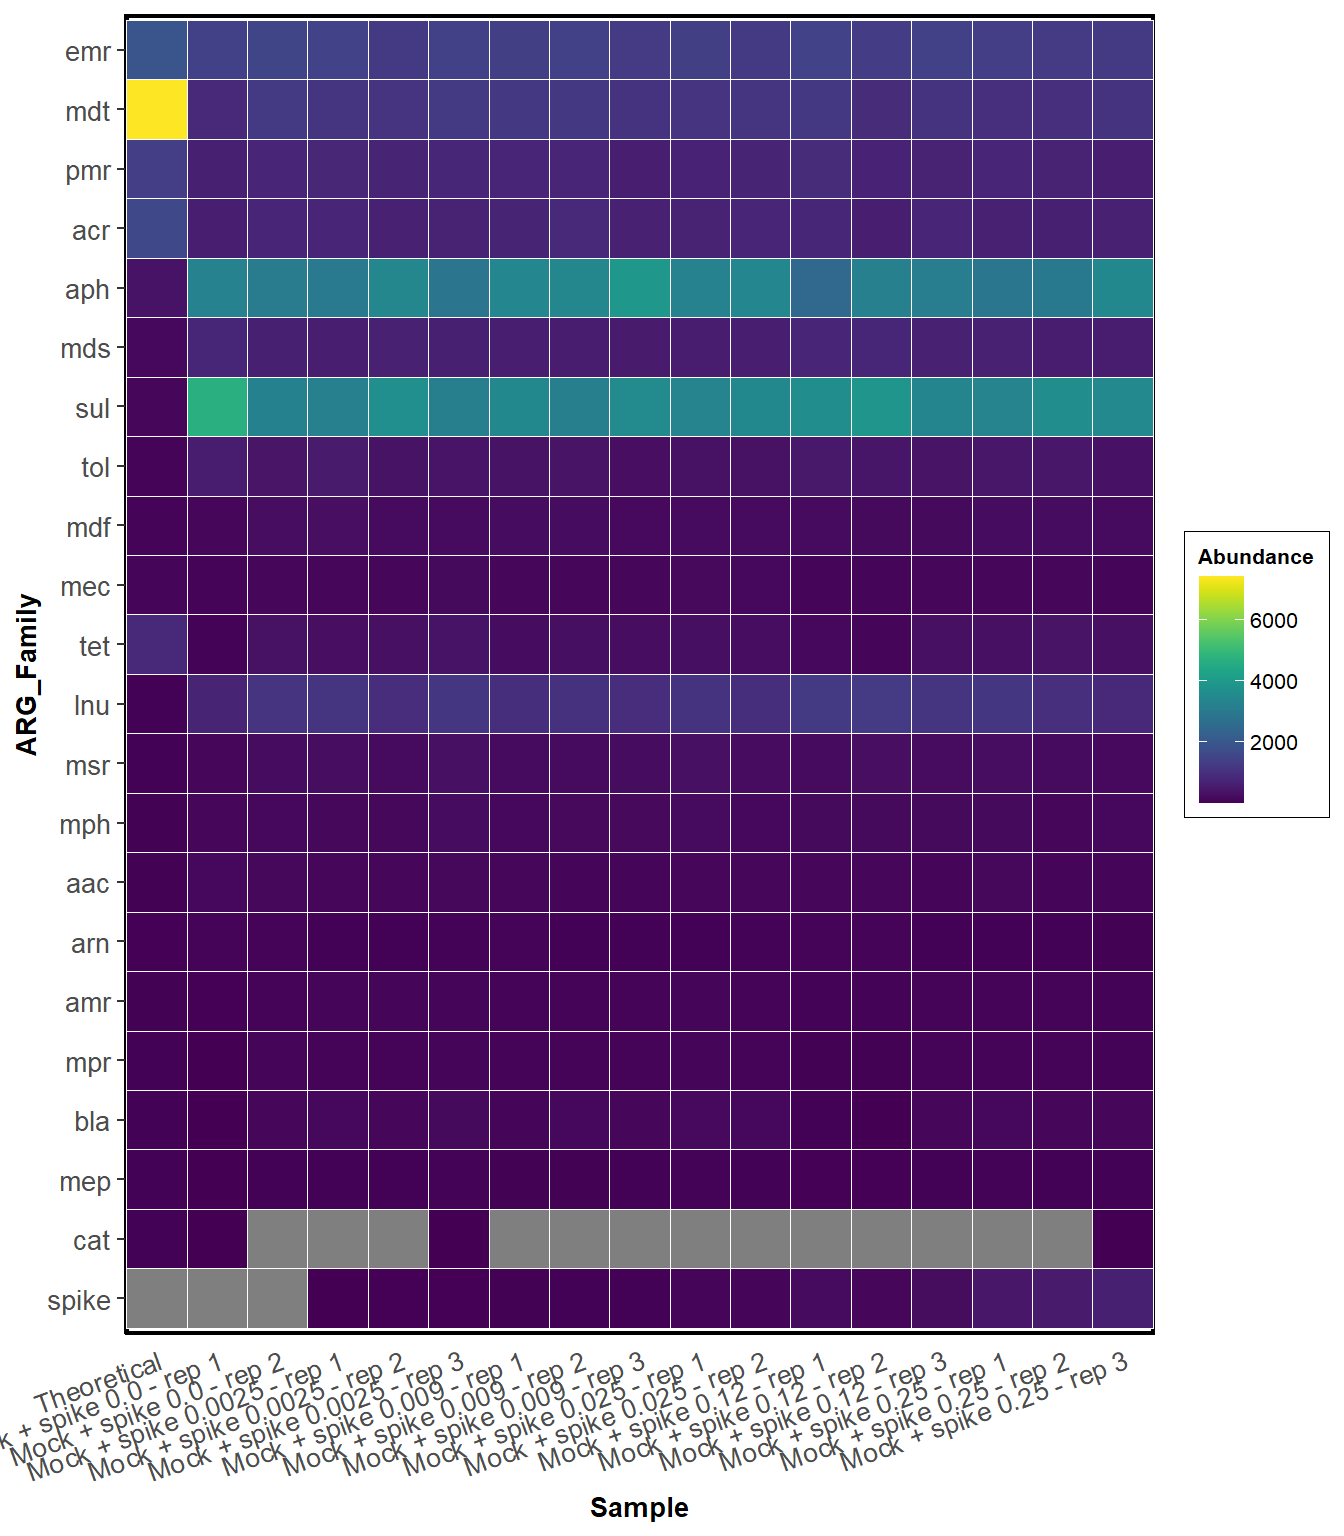 emr
mdt
pmr
acr
aph
mds
sul
tol
mdf
mec
tet
lnu
msr
mph
aac
arn
amr
mpr
bla
mep
cat
spike
ARG_Family
Abundance
6000
4000
2000
Theoretical
k + spike 0.0 - rep 1
Mock + spike 0.0 - rep 2
Mock + spike 0.0025 - rep 1
Mock + spike 0.0025 - rep 2
Mock + spike 0.0025 - rep 3
Mock + spike 0.009 - rep 1
Mock + spike 0.009 - rep 2
Mock + spike 0.009 - rep 3
Mock + spike 0.025 - rep 1
Mock + spike 0.025 - rep 2
Mock + spike 0.12 - rep 1
Mock + spike 0.12 - rep 2
Mock + spike 0.12 - rep 3
Mock + spike 0.25 - rep 1
Mock + spike 0.25 - rep 2
Mock + spike 0.25 - rep 3
Sample